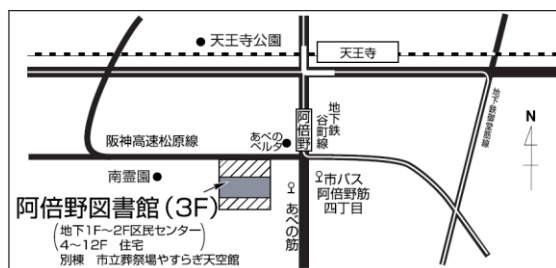 天王寺公園
天王寺
地下鉄谷町線
阿倍野
あべの
ベルタ
阪神高速松原線
地下鉄御堂筋線
N
南霊園
市バス
阿倍野筋
四丁目
あべの筋
阿倍野図書館(3F)
(地下1F~2F区民センター
4~12F 住宅)
別棟 市立葬祭場やすらぎ天空館